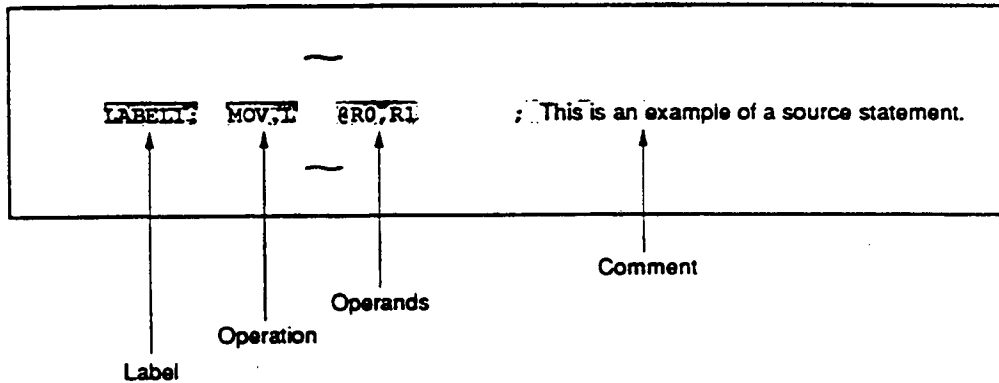 LABEL1: MOV.L @R0,R1 ; This is an example of a source statement.
Comment
Operands
Operation
Label